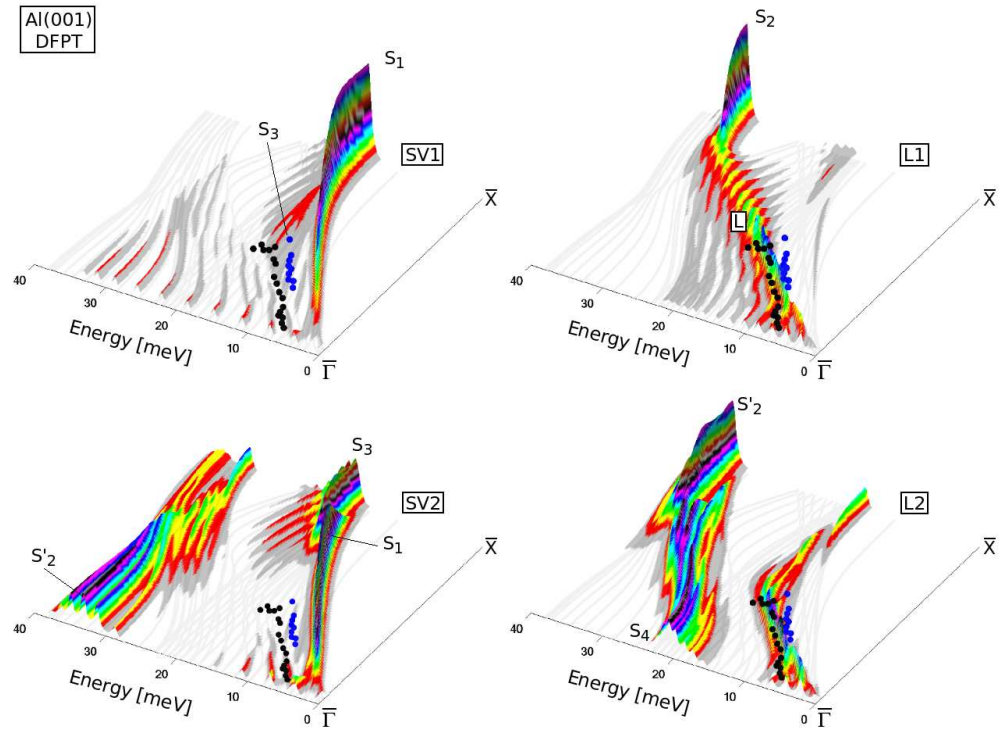 Al(001)
DFPT
S1
S3
SV1
X̅
40
30
20
10
0
Energy [meV]
Γ̅
S2
L1
L
X̅
40
30
20
10
0
Energy [meV]
Γ̅
S3
SV2
S1
S'2
X̅
40
30
20
10
0
Energy [meV]
Γ̅
S'2
L2
X̅
S4
40
30
20
10
0
Energy [meV]
Γ̅